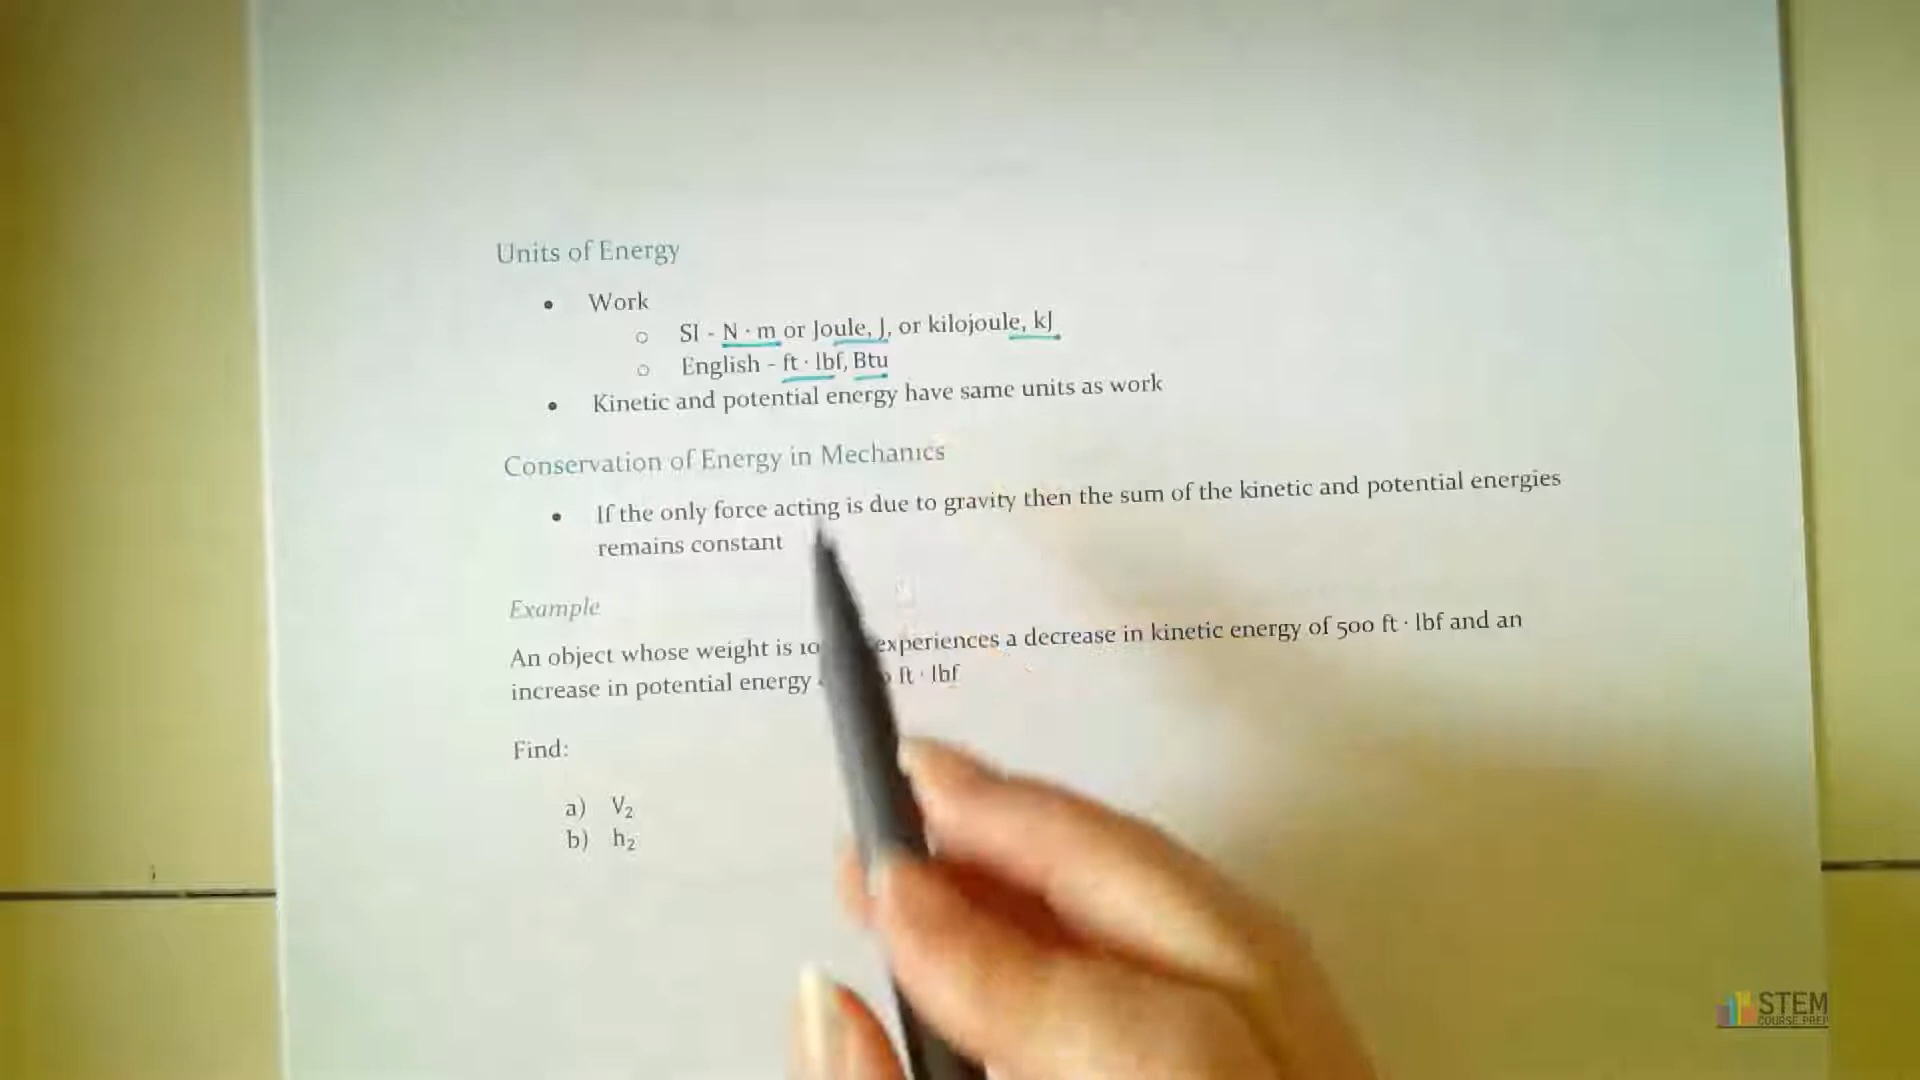 Units of Energy
• Work
○ SI - N · m or Joule, J, or kilojoule, kJ
○ English - ft · lbf, Btu
• Kinetic and potential energy have same units as work
Conservation of Energy in Mechanics
• If the only force acting is due to gravity then the sum of the kinetic and potential energies
remains constant
Example
An object whose weight is experiences a decrease in kinetic energy of 500 ft · lbf and an
increase in potential energy ft · lbf
Find:
a) V₂
b) h₂
STEM
COURSE PREP